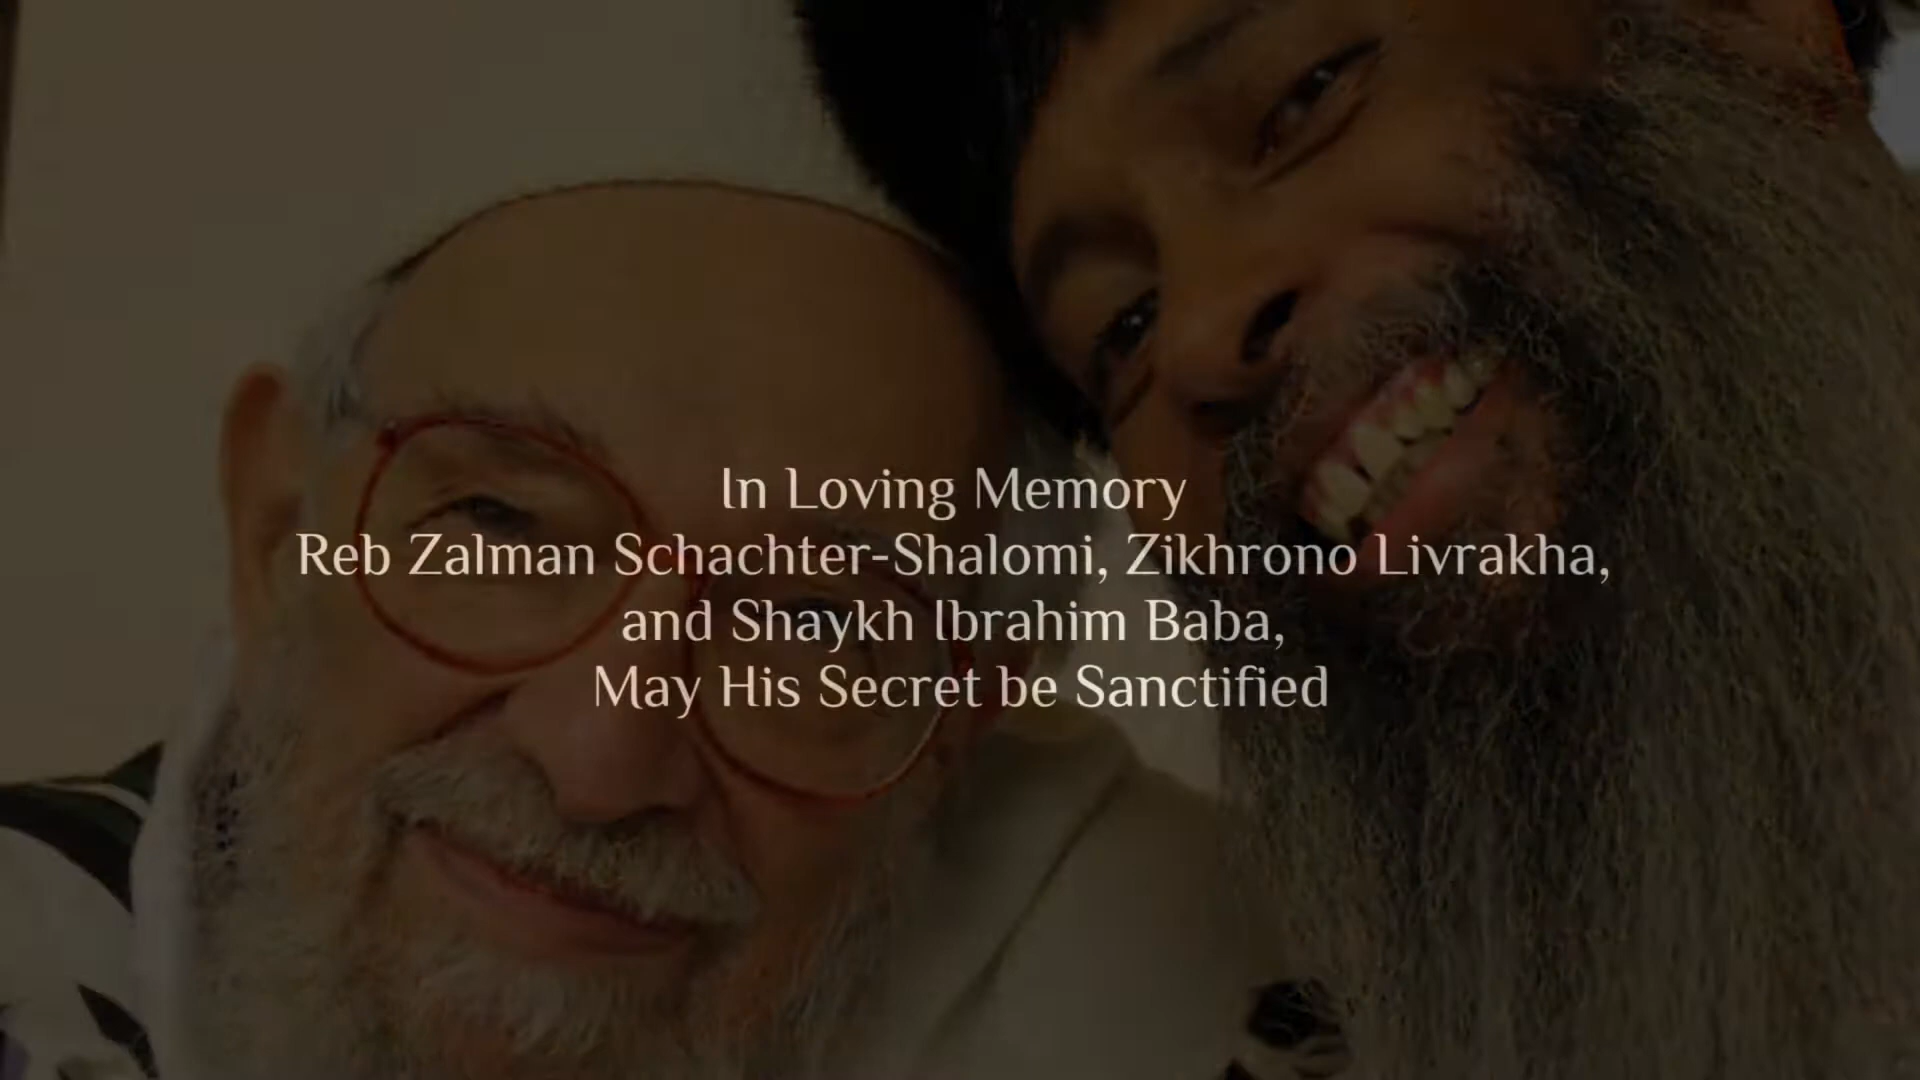 In Loving Memory
Reb Zalman Schachter-Shalomi, Zikhrono Livrakha,
and Shaykh Ibrahim Baba,
May His Secret be Sanctified